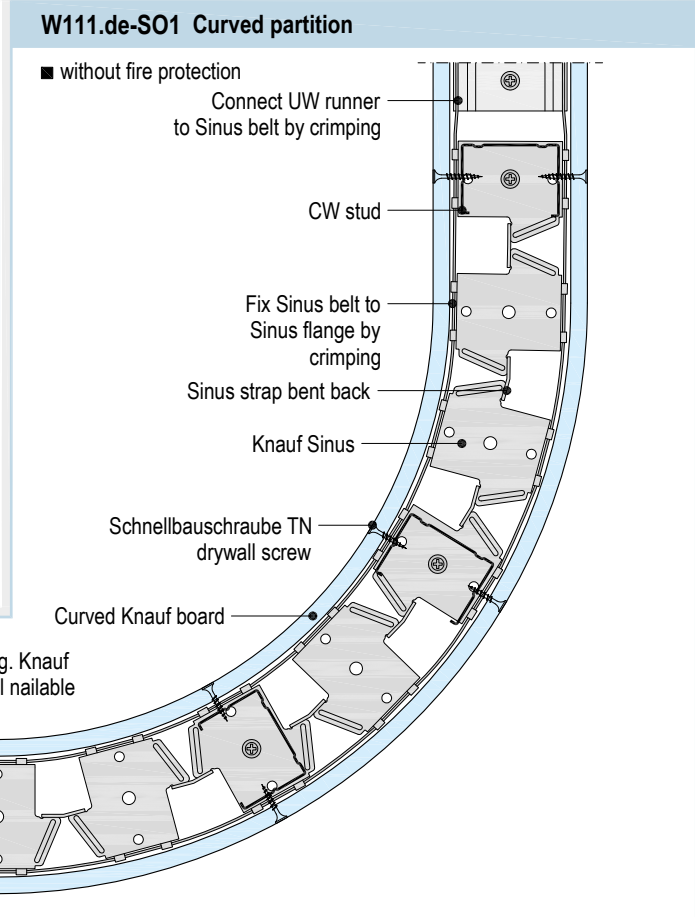 W111.de-SO1 Curved partition
■ without fire protection
Connect UW runner
to Sinus belt by crimping
CW stud
Fix Sinus belt to
Sinus flange by
crimping
Sinus strap bent back
Knauf Sinus
Schnellbauschraube TN
drywall screw
Curved Knauf board
g. Knauf
l nailable